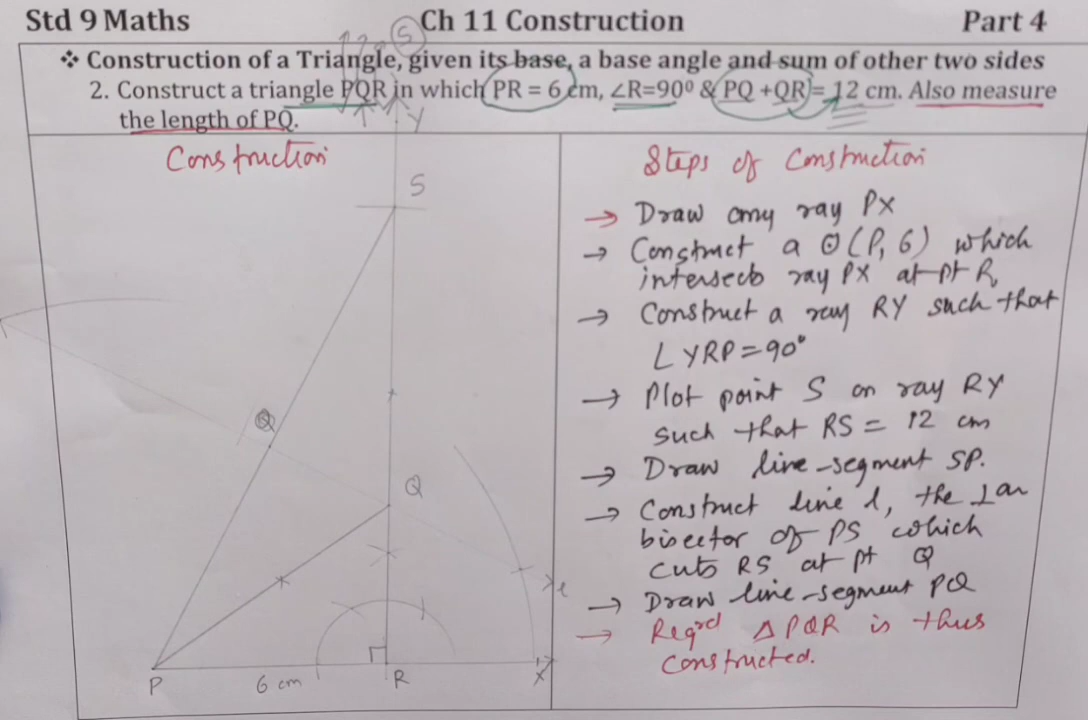 Std 9 Maths Ch 11 Construction Part 4
❖ Construction of a Triangle, given its base, a base angle and sum of other two sides
2. Construct a triangle PQR in which PR = 6 cm, ∠R=90⁰ & PQ +QR = 12 cm. Also measure
the length of PQ.
Construction
S
Y
S
Q
Q
l
P
6 cm
R
X
Steps of Construction
→ Draw any ray PX
→ Construct a ⊙(P, 6) which
intersects ray PX at pt R
→ Construct a ray RY such that
∠YRP = 90°
→ Plot point S on ray RY
such that RS = 12 cm
→ Draw line-segment SP.
→ Construct line l, the ⊥ar
bisector of PS which
cuts RS at pt Q
→ Draw line-segment PQ
→ Reqrd △PQR is thus
constructed.